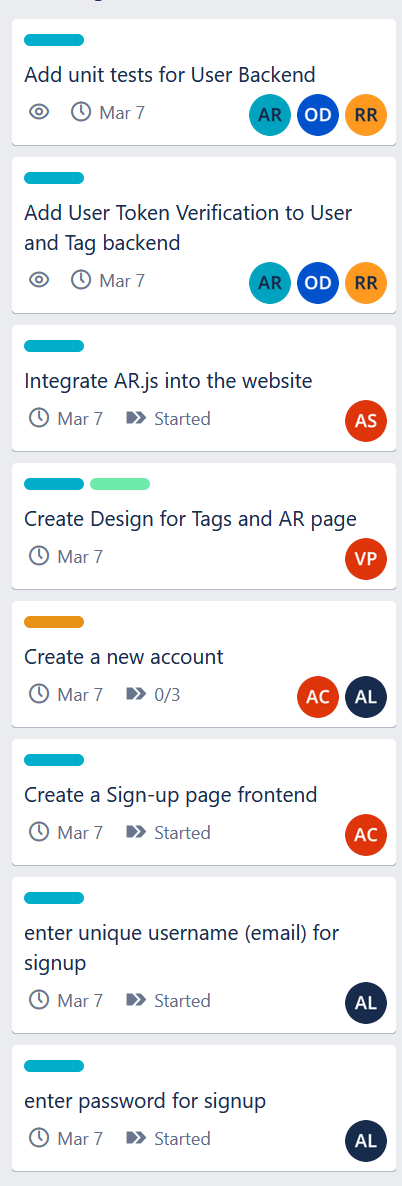 Add unit tests for User Backend
Mar 7 AR OD RR
Add User Token Verification to User
and Tag backend
Mar 7 AR OD RR
Integrate AR.js into the website
Mar 7 Started AS
Create Design for Tags and AR page
Mar 7 VP
Create a new account
Mar 7 0/3 AC AL
Create a Sign-up page frontend
Mar 7 Started AC
enter unique username (email) for
signup
Mar 7 Started AL
enter password for signup
Mar 7 Started AL